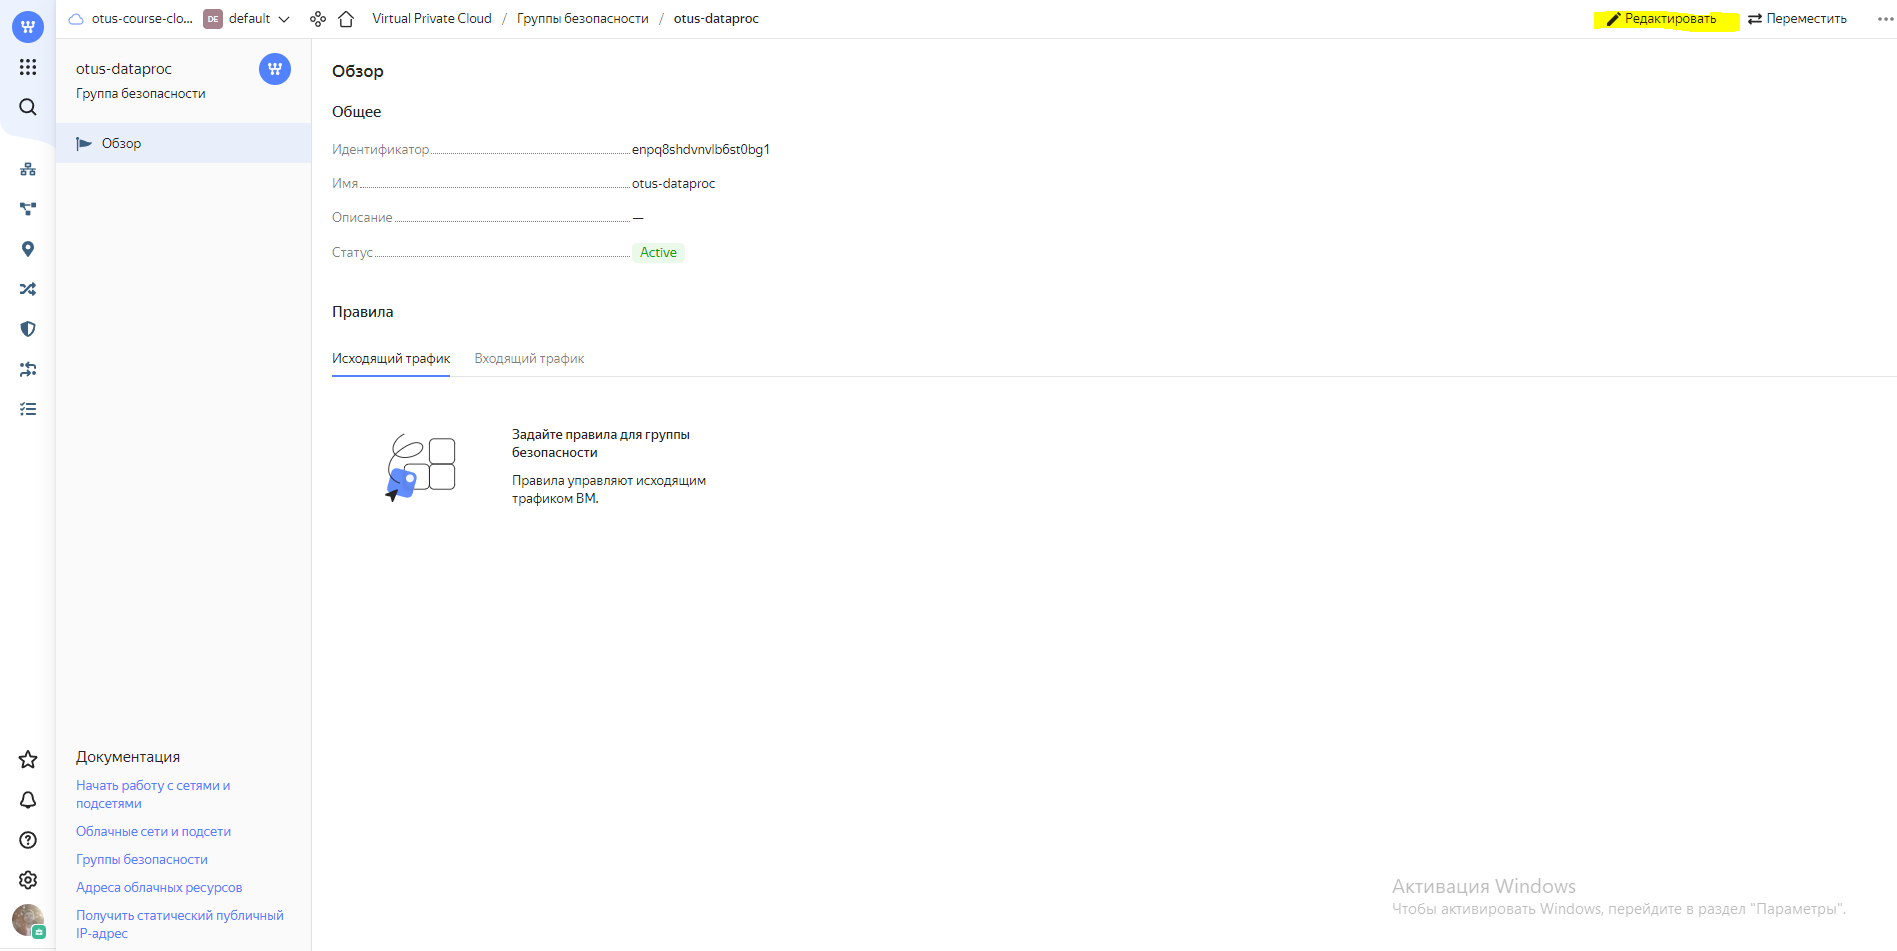 otus-course-clo... DE default Virtual Private Cloud / Группы безопасности / otus-dataproc Редактировать Переместить
otus-dataproc
Группа безопасности
Обзор
Документация
Начать работу с сетями и
подсетями
Облачные сети и подсети
Группы безопасности
Адреса облачных ресурсов
Получить статический публичный
IP-адрес
Обзор
Общее
Идентификатор enpq8shdvnvlb6st0bg1
Имя otus-dataproc
Описание —
Статус Active
Правила
Исходящий трафик Входящий трафик
Задайте правила для группы
безопасности
Правила управляют исходящим
трафиком ВМ.
Активация Windows
Чтобы активировать Windows, перейдите в раздел "Параметры".